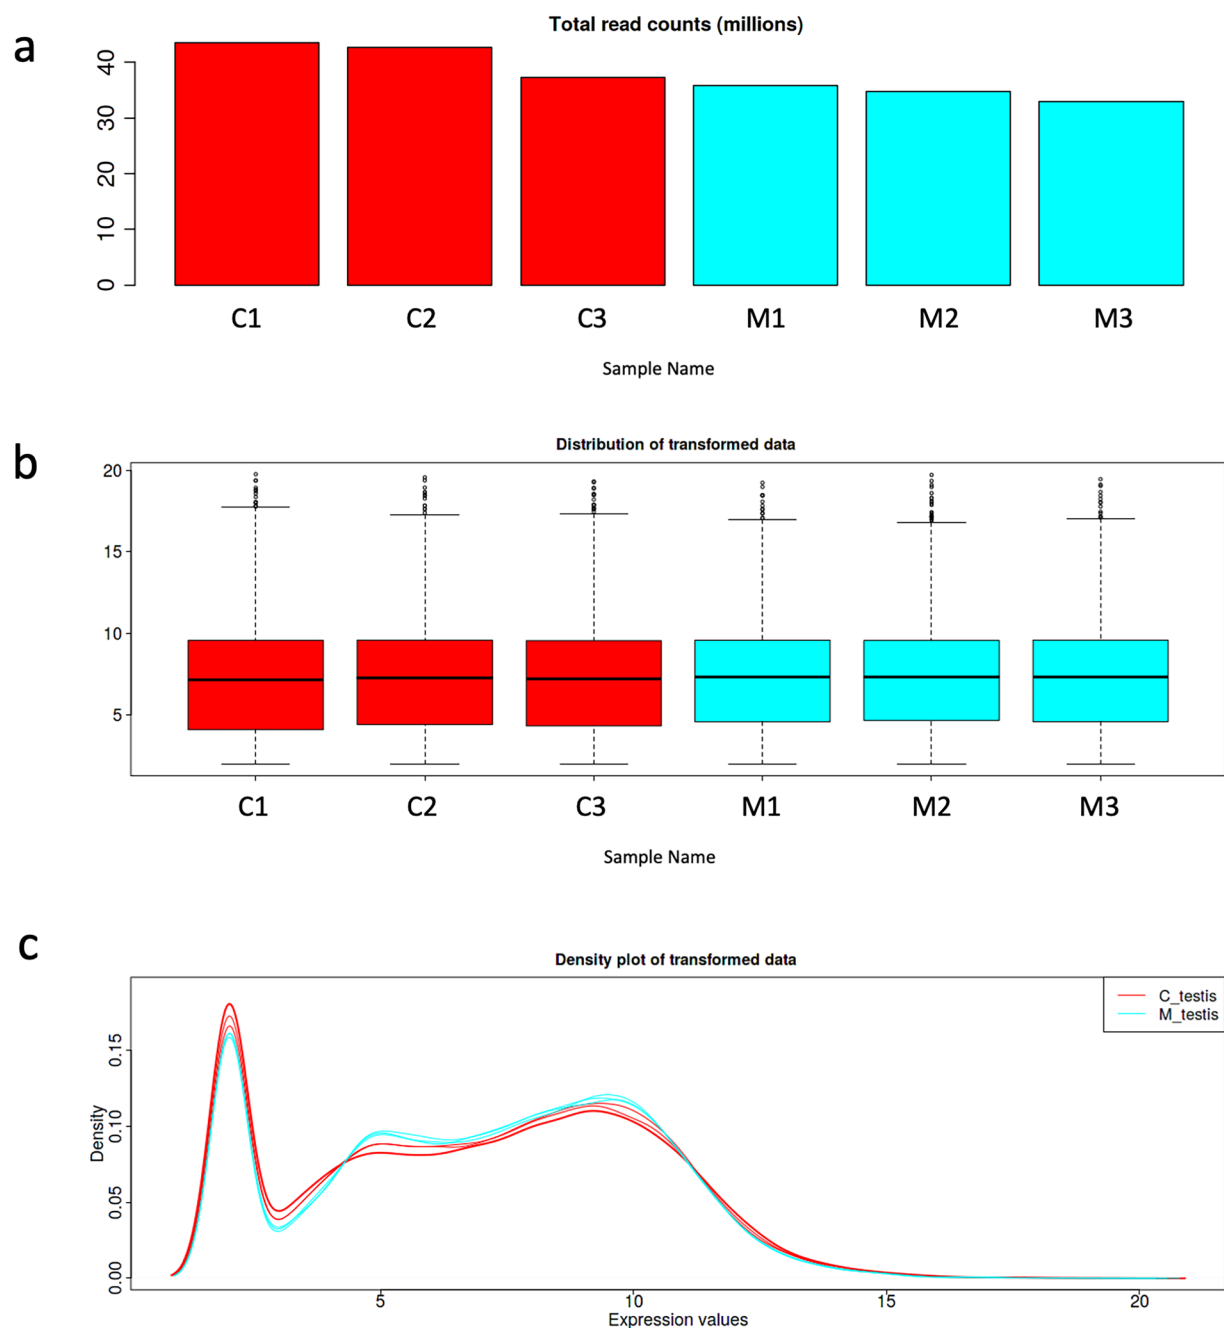 a
Total read counts (millions)
40
30
20
10
0
C1 C2 C3 M1 M2 M3
Sample Name
b
Distribution of transformed data
20
15
10
5
C1 C2 C3 M1 M2 M3
Sample Name
c
Density plot of transformed data
C_testis
M_testis
Density
0.15
0.10
0.05
0.00
5 10 15 20
Expression values